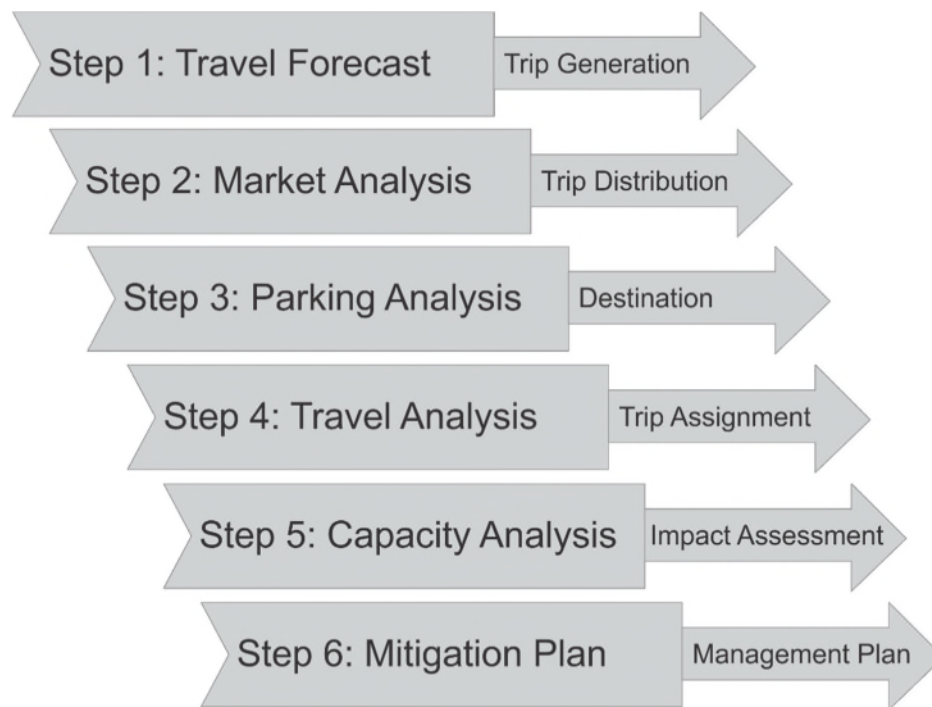 Step 1: Travel Forecast
Trip Generation
Step 2: Market Analysis
Trip Distribution
Step 3: Parking Analysis
Destination
Step 4: Travel Analysis
Trip Assignment
Step 5: Capacity Analysis
Impact Assessment
Step 6: Mitigation Plan
Management Plan